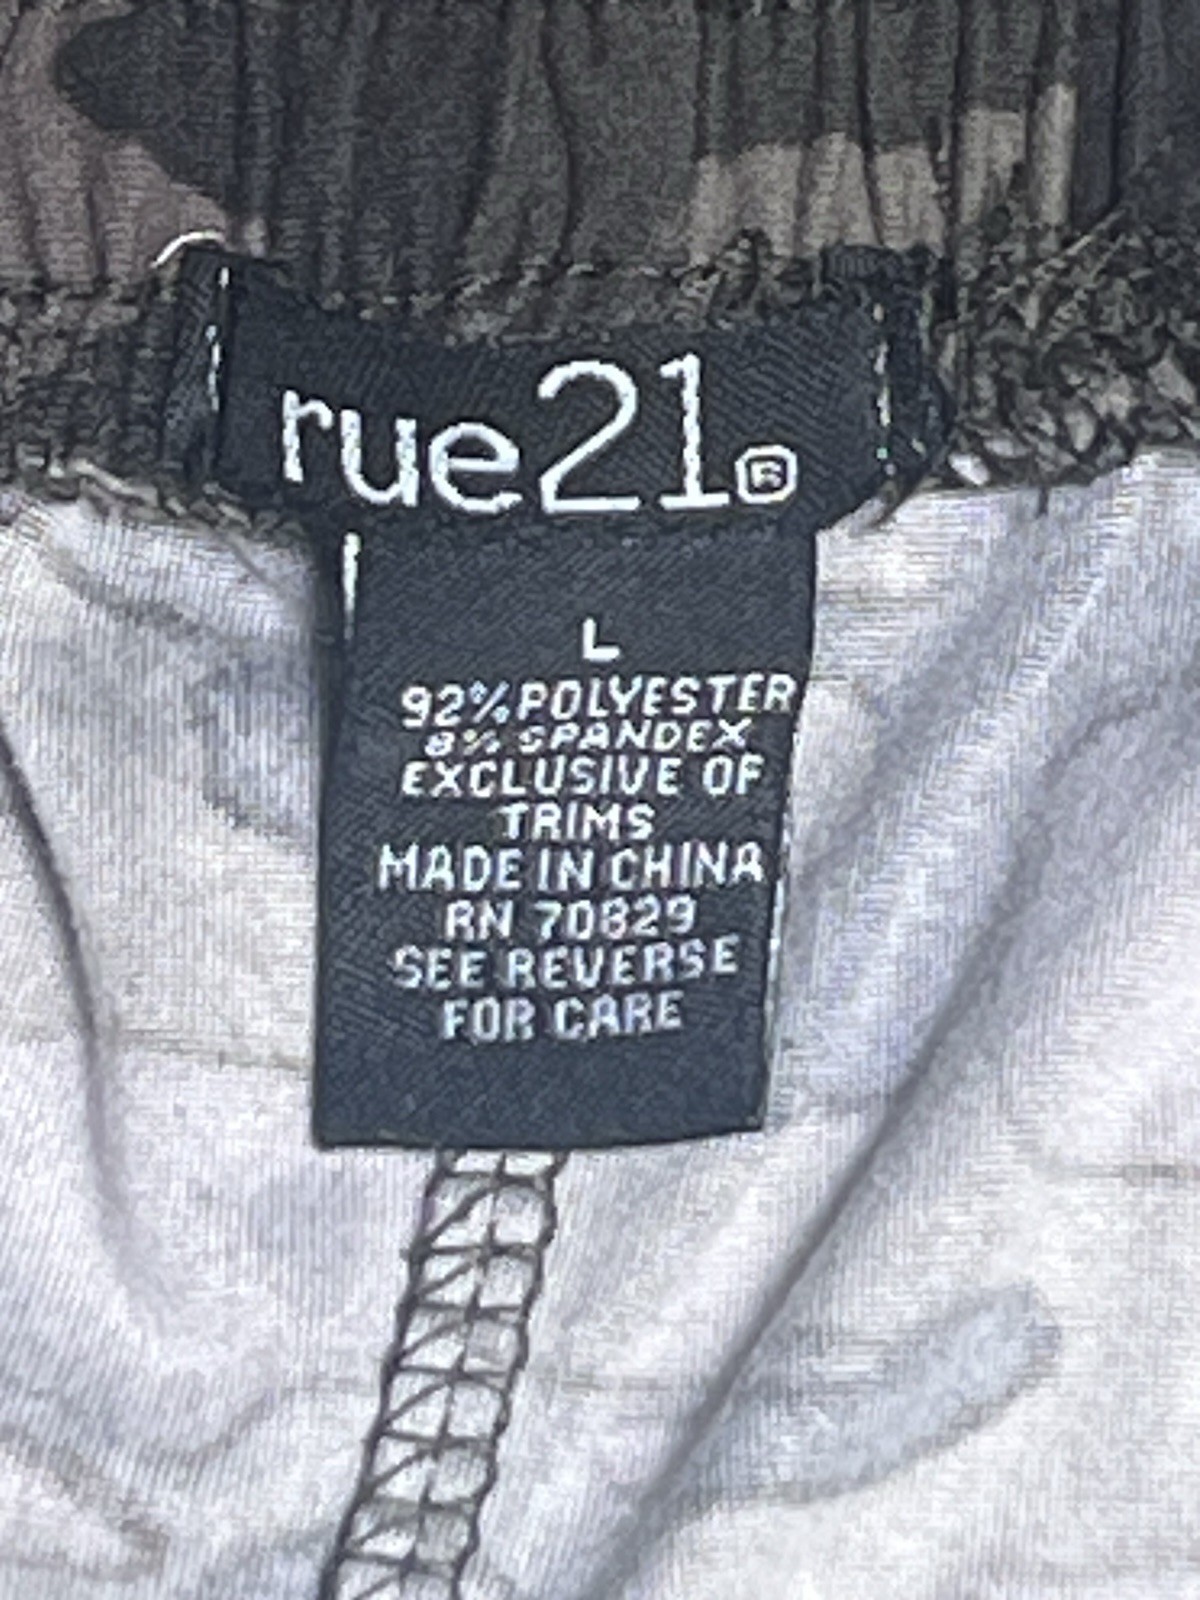 rue21®
L
92% POLYESTER
8% SPANDEX
EXCLUSIVE OF
TRIMS
MADE IN CHINA
RN 70829
SEE REVERSE
FOR CARE